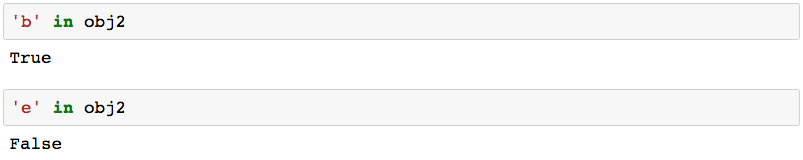 'b' in obj2
True
'e' in obj2
False